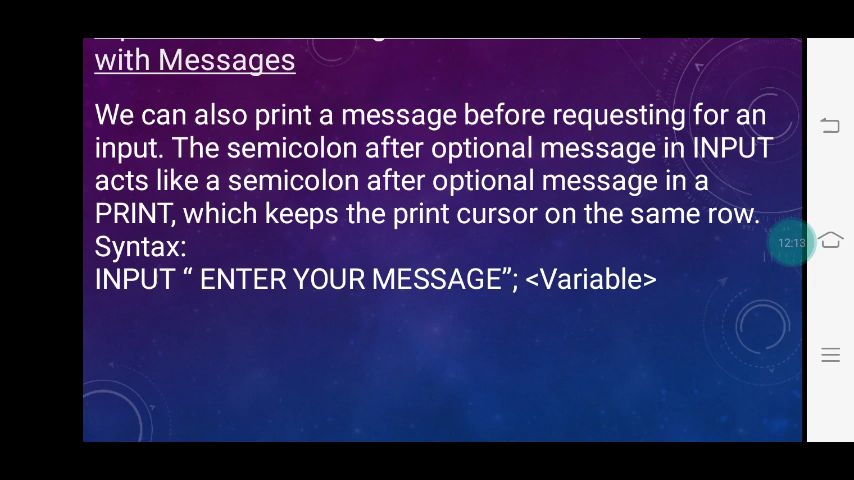 with Messages
We can also print a message before requesting for an
input. The semicolon after optional message in INPUT
acts like a semicolon after optional message in a
PRINT, which keeps the print cursor on the same row.
Syntax:
INPUT “ ENTER YOUR MESSAGE”; <Variable>
12:13